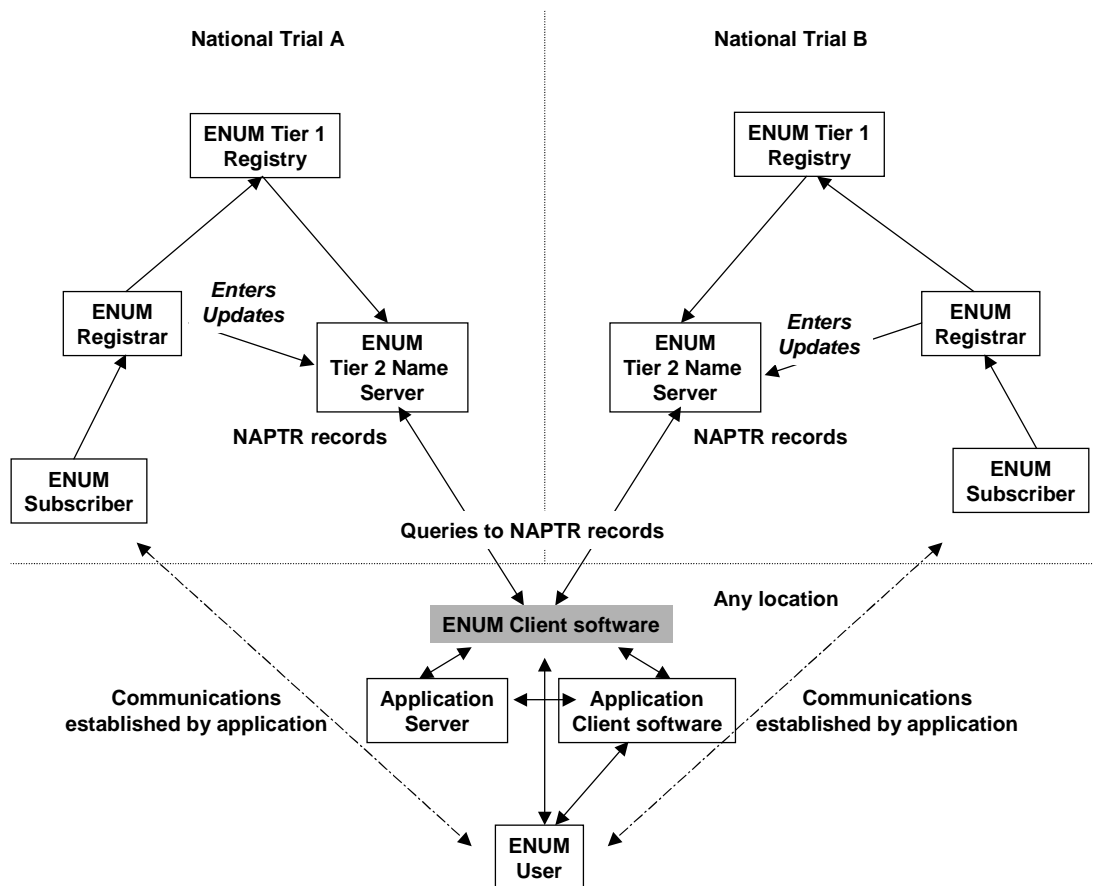 National Trial A
National Trial B
ENUM Tier 1
Registry
ENUM Tier 1
Registry
Enters
Updates
ENUM
Registrar
ENUM
Tier 2 Name
Server
ENUM
Tier 2 Name
Server
Enters
Updates
ENUM
Registrar
NAPTR records
NAPTR records
ENUM
Subscriber
ENUM
Subscriber
Queries to NAPTR records
Any location
ENUM Client software
Communications
established by application
Application
Server
Application
Client software
Communications
established by application
ENUM
User